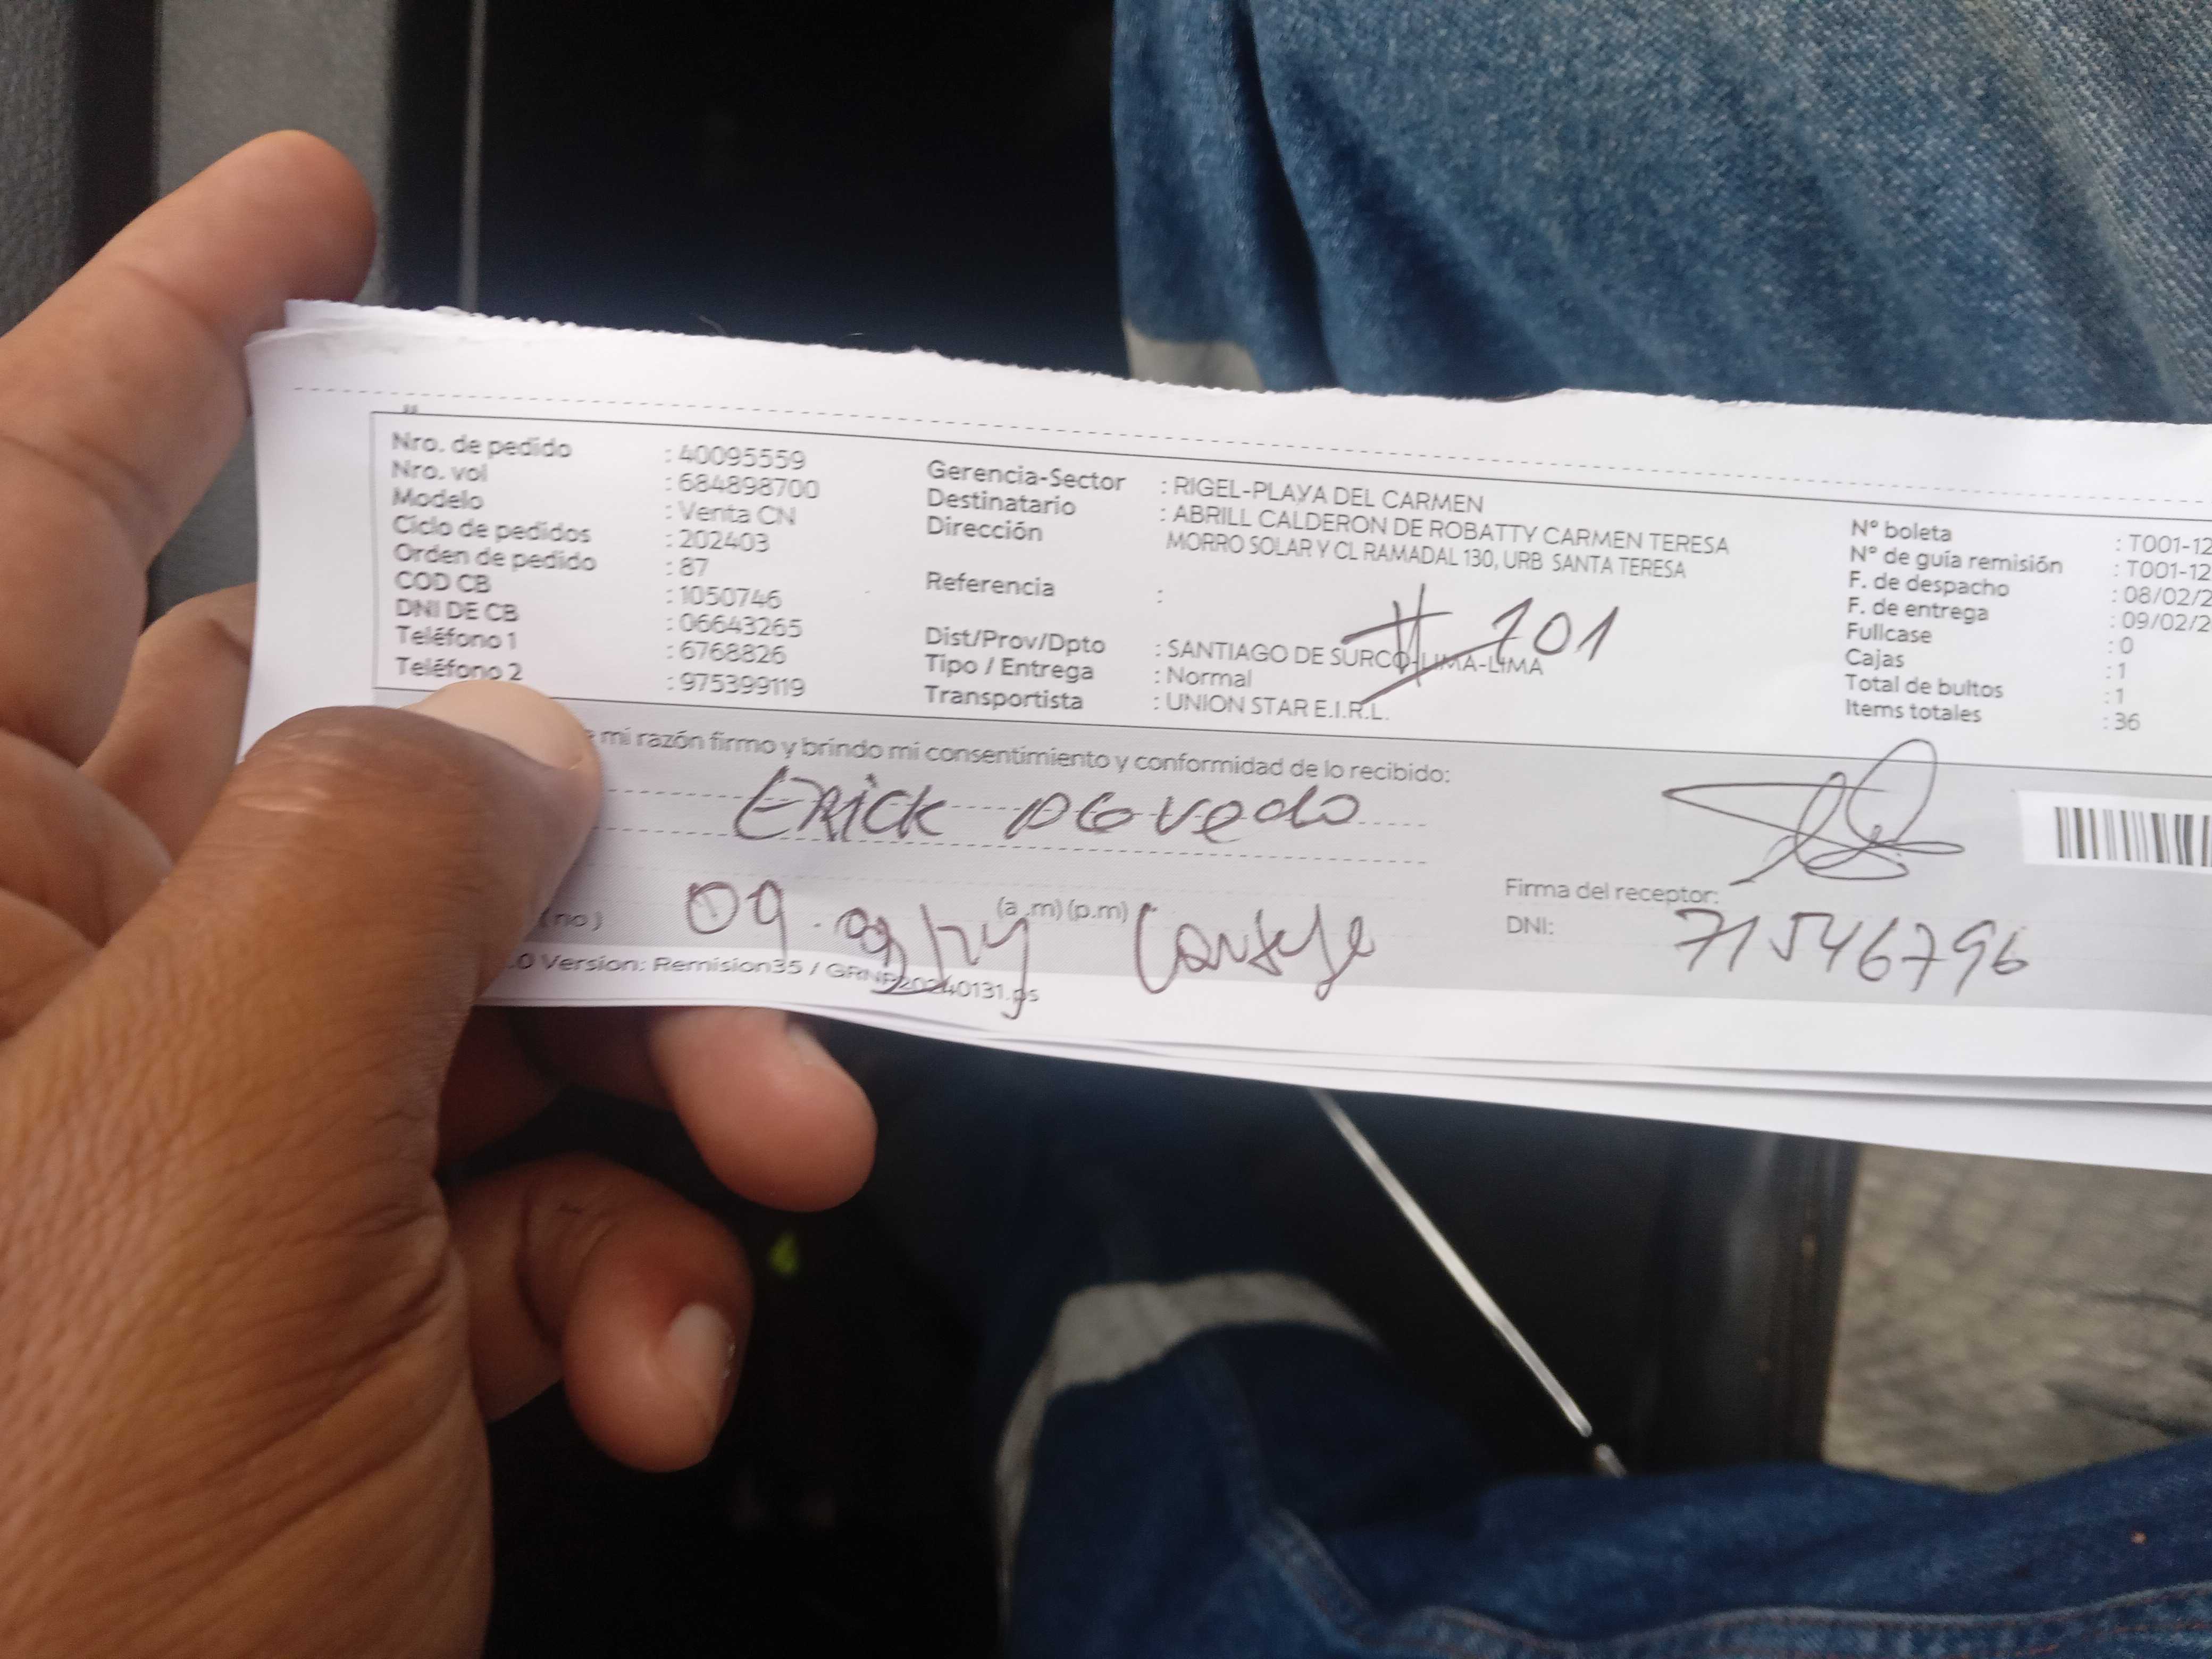 Nro. de pedido : 40095559
Nro. vol : 684898700
Modelo : Venta CN
Ciclo de pedidos : 202403
Orden de pedido : 87
COD CB : 1050746
DNI DE CB : 06643265
Teléfono 1 : 6768826
Teléfono 2 : 975399119
Gerencia-Sector : RIGEL-PLAYA DEL CARMEN
Destinatario : ABRILL CALDERON DE ROBATTY CARMEN TERESA
Dirección MORRO SOLAR Y CL RAMADAL 130, URB SANTA TERESA
Referencia :
# 101
Dist/Prov/Dpto : SANTIAGO DE SURCO-LIMA-LIMA
Tipo / Entrega : Normal
Transportista : UNION STAR E.I.R.L.
N° boleta : T001-12
N° de guía remisión : T001-12
F. de despacho : 08/02/2
F. de entrega : 09/02/2
Fullcase : 0
Cajas : 1
Total de bultos : 1
Items totales : 36
mi razón firmo y brindo mi consentimiento y conformidad de lo recibido:
Erick
(no) (a.m) (p.m)
Firma del receptor:
DNI: 71546796
.0 Version: Remision35 / GRNP20240131.ps